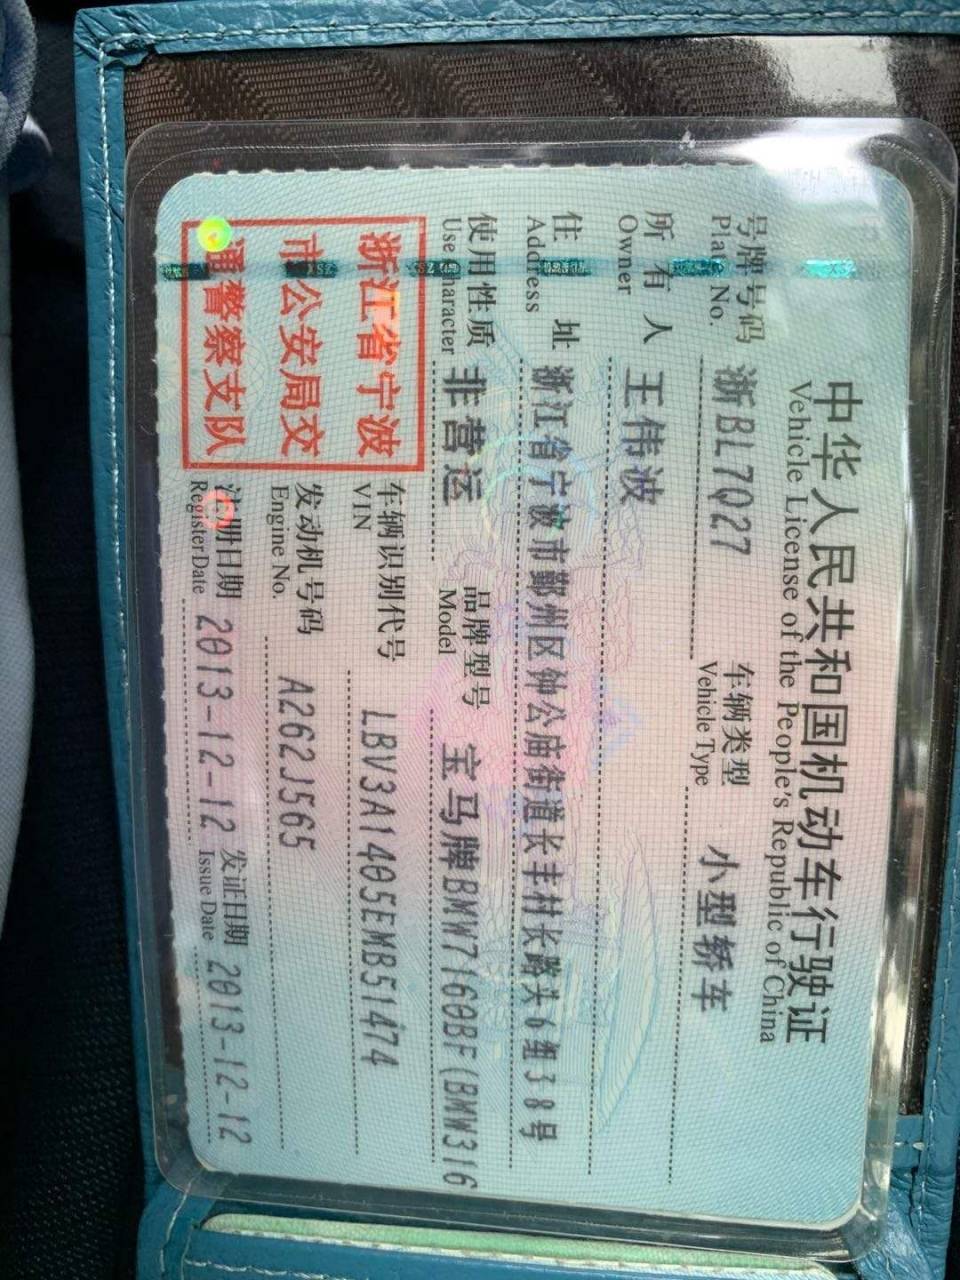 中华人民共和国机动车行驶证
Vehicle License of the People's Republic of China
号牌号码 浙BL7Q27 车辆类型 小型轿车
Plate No. Vehicle Type
所有人 王伟波
Owner
住址 浙江省宁波市鄞州区钟公庙街道长丰村长路头6组38号
Address
使用性质 非营运 品牌型号 宝马牌BMW7160BF(BMW316
Use Character Model
浙江省宁波
市公安局交
通警察支队
车辆识别代号 LBV3A1405EMB51474
VIN
发动机号码 A262J565
Engine No.
注册日期 2013-12-12 发证日期 2013-12-12
Register Date Issue Date